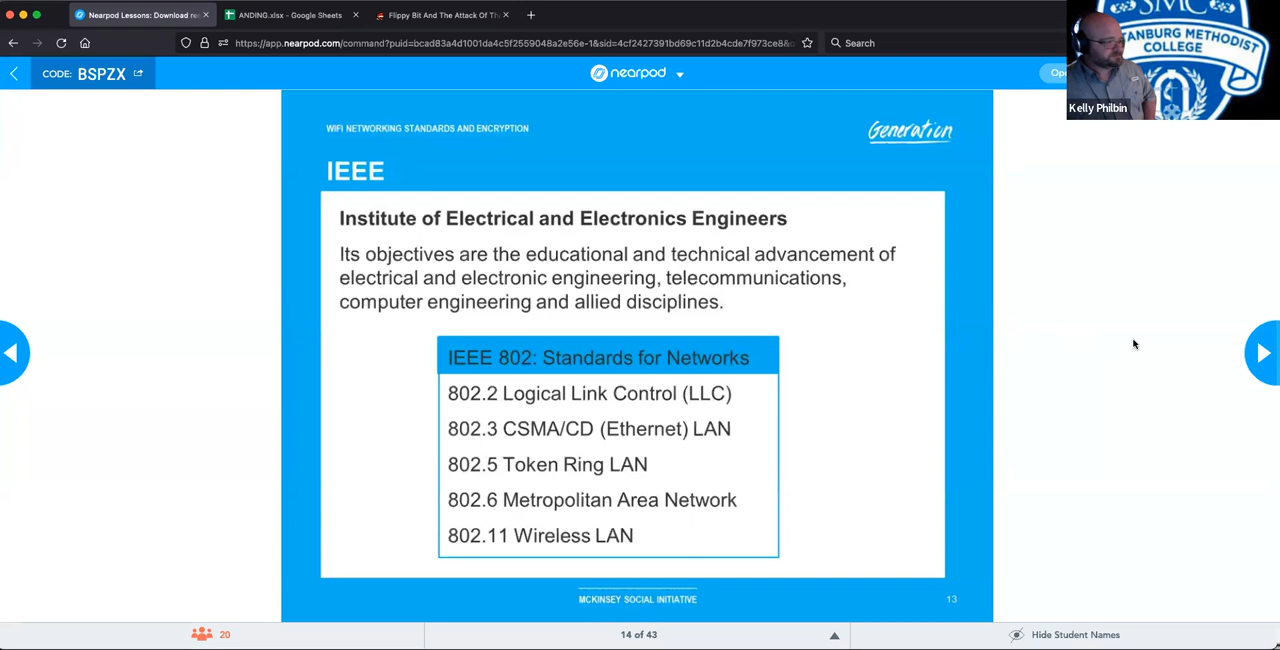 Nearpod Lessons: Download
ANDING.xlsx - Google Sheets
Flippy Bit And The Attack Of
https://app.nearpod.com/command?puid=bcad83a4d1001da4c5f2559048a2e56e-1&sid=4cf2427391bd69c11d2b4cde7f973ce8&
Search
CODE: BSPZX
nearpod
SMC
TANBURG METHODIST
COLLEGE
Kelly Philbin
WIFI NETWORKING STANDARDS AND ENCRYPTION
Generation
IEEE
Institute of Electrical and Electronics Engineers
Its objectives are the educational and technical advancement of
electrical and electronic engineering, telecommunications,
computer engineering and allied disciplines.
IEEE 802: Standards for Networks
802.2 Logical Link Control (LLC)
802.3 CSMA/CD (Ethernet) LAN
802.5 Token Ring LAN
802.6 Metropolitan Area Network
802.11 Wireless LAN
MCKINSEY SOCIAL INITIATIVE
13
20
14 of 43
Hide Student Names